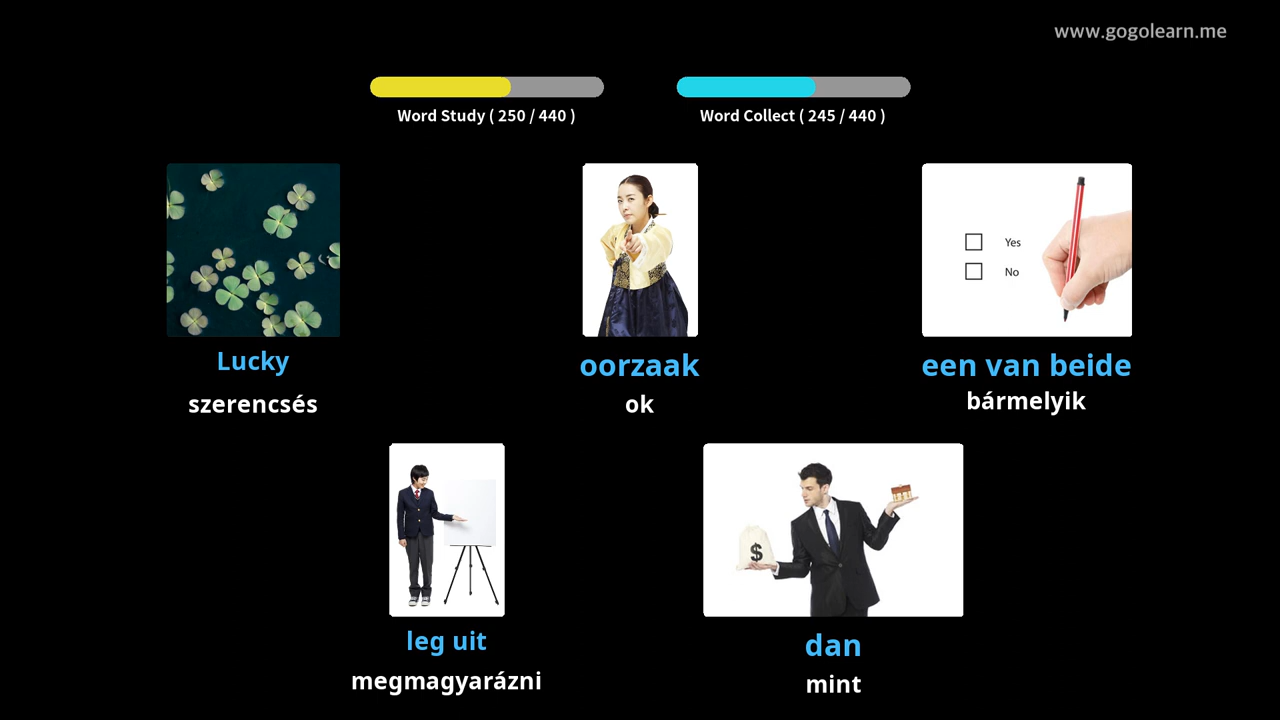 www.gogolearn.me
Word Study ( 250 / 440 )
Word Collect ( 245 / 440 )
Yes
No
$
Lucky
szerencsés
oorzaak
ok
een van beide
bármelyik
leg uit
megmagyarázni
dan
mint